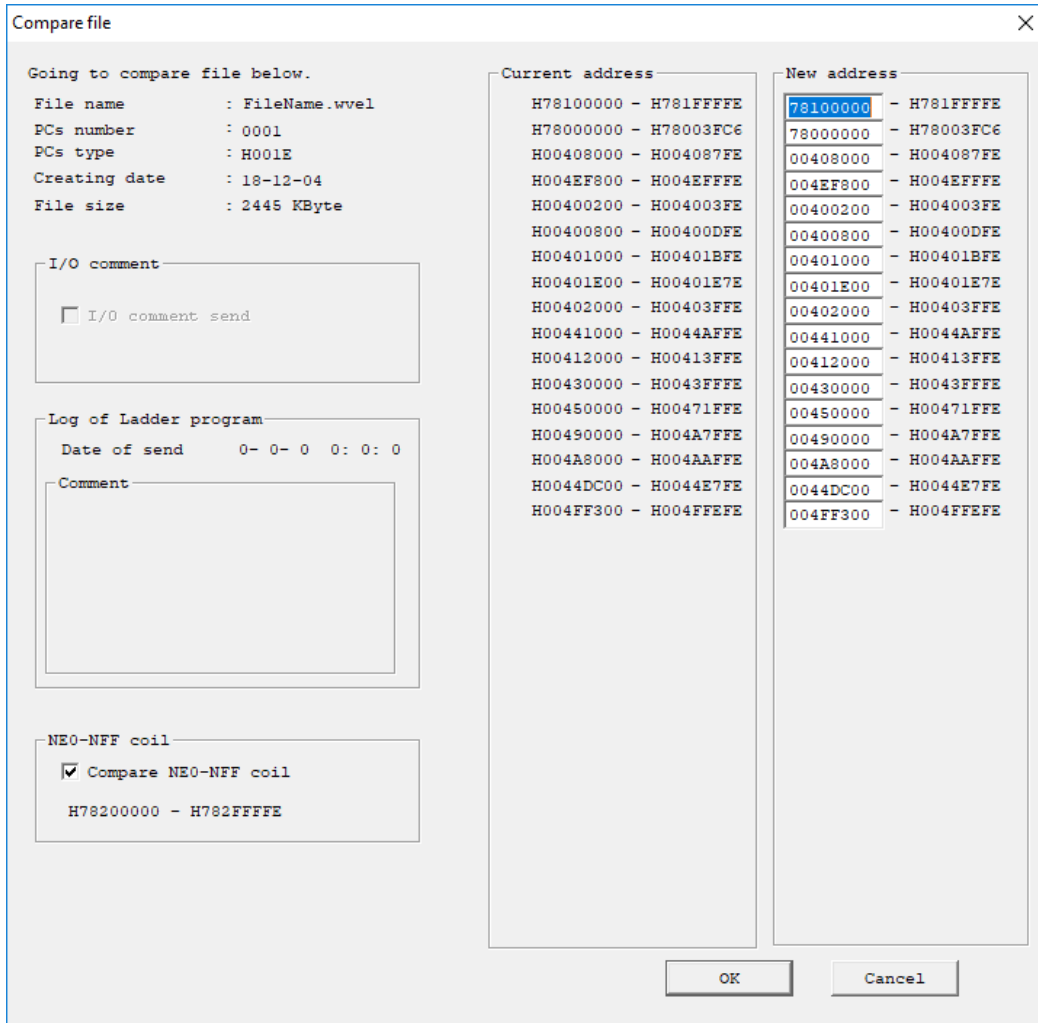 Compare file
Going to compare file below.
File name : FileName.wvel
PCs number : 0001
PCs type : H001E
Creating date : 18-12-04
File size : 2445 KByte
I/O comment
I/O comment send
Log of Ladder program
Date of send 0- 0- 0 0: 0: 0
Comment
NE0-NFF coil
Compare NE0-NFF coil
H78200000 - H782FFFFE
Current address
H78100000 - H781FFFFE
H78000000 - H78003FC6
H00408000 - H004087FE
H004EF800 - H004EFFFE
H00400200 - H004003FE
H00400800 - H00400DFE
H00401000 - H00401BFE
H00401E00 - H00401E7E
H00402000 - H00403FFE
H00441000 - H0044AFFE
H00412000 - H00413FFE
H00430000 - H0043FFFE
H00450000 - H00471FFE
H00490000 - H004A7FFE
H004A8000 - H004AAFFE
H0044DC00 - H0044E7FE
H004FF300 - H004FFEFE
New address
78100000 - H781FFFFE
78000000 - H78003FC6
00408000 - H004087FE
004EF800 - H004EFFFE
00400200 - H004003FE
00400800 - H00400DFE
00401000 - H00401BFE
00401E00 - H00401E7E
00402000 - H00403FFE
00441000 - H0044AFFE
00412000 - H00413FFE
00430000 - H0043FFFE
00450000 - H00471FFE
00490000 - H004A7FFE
004A8000 - H004AAFFE
0044DC00 - H0044E7FE
004FF300 - H004FFEFE
OK
Cancel